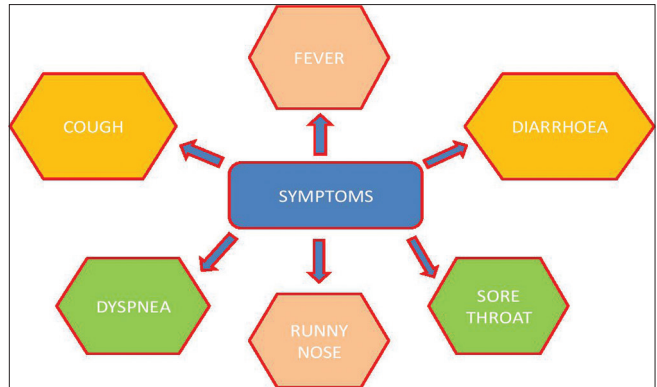 FEVER
COUGH
DIARRHOEA
SYMPTOMS
DYSPNEA
SORE
THROAT
RUNNY
NOSE